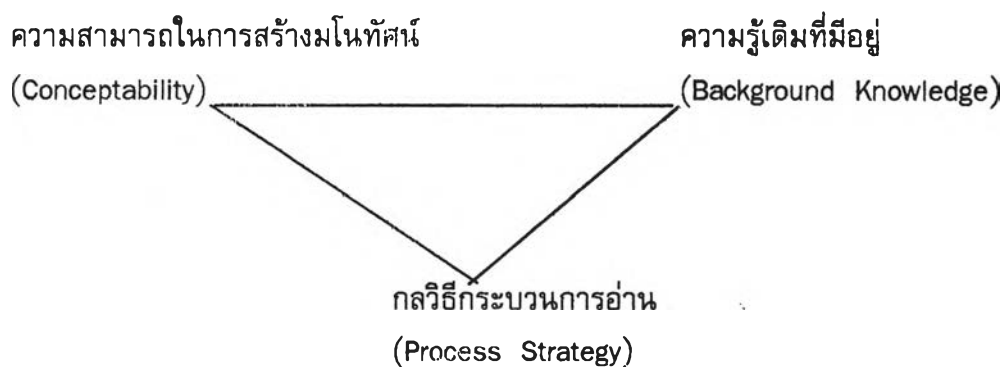 ความสามารถในการสร้างมโนทัศน์
ความรู้เดิมที่มีอยู่
(Conceptability)
(Background Knowledge)
กลวิธีกระบวนการอ่าน
(Process Strategy)